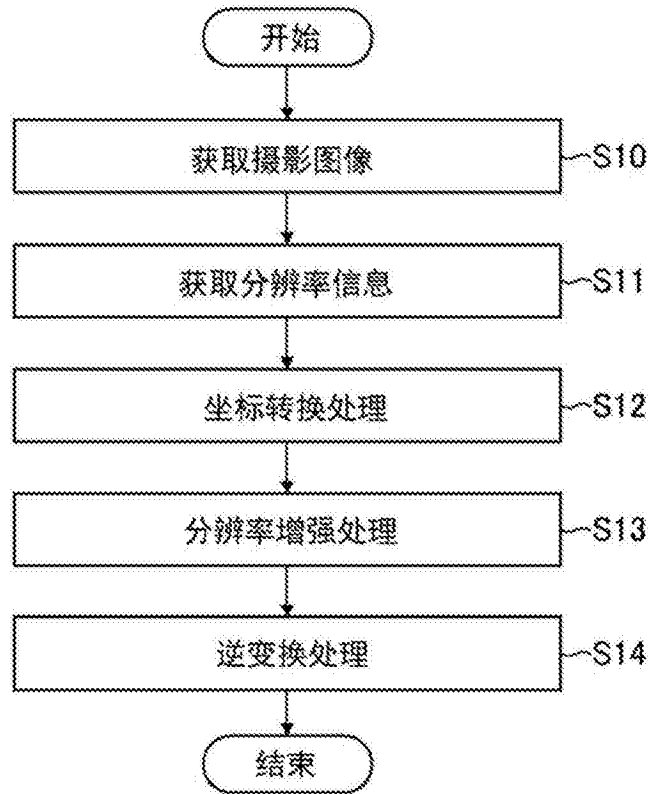 开始
获取摄影图像
S10
获取分辨率信息
S11
坐标转换处理
S12
分辨率增强处理
S13
逆变换处理
S14
结束